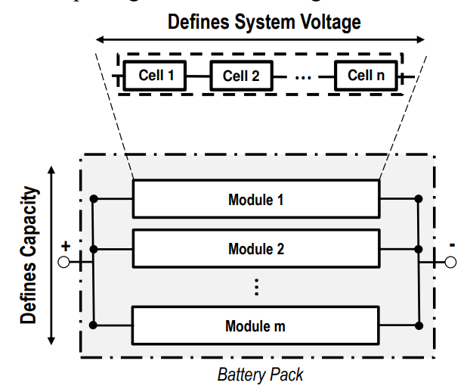 Defines System Voltage
Cell 1 Cell 2 ... Cell n
Defines Capacity
Module 1
+ -
Module 2
⋮
Module m
Battery Pack